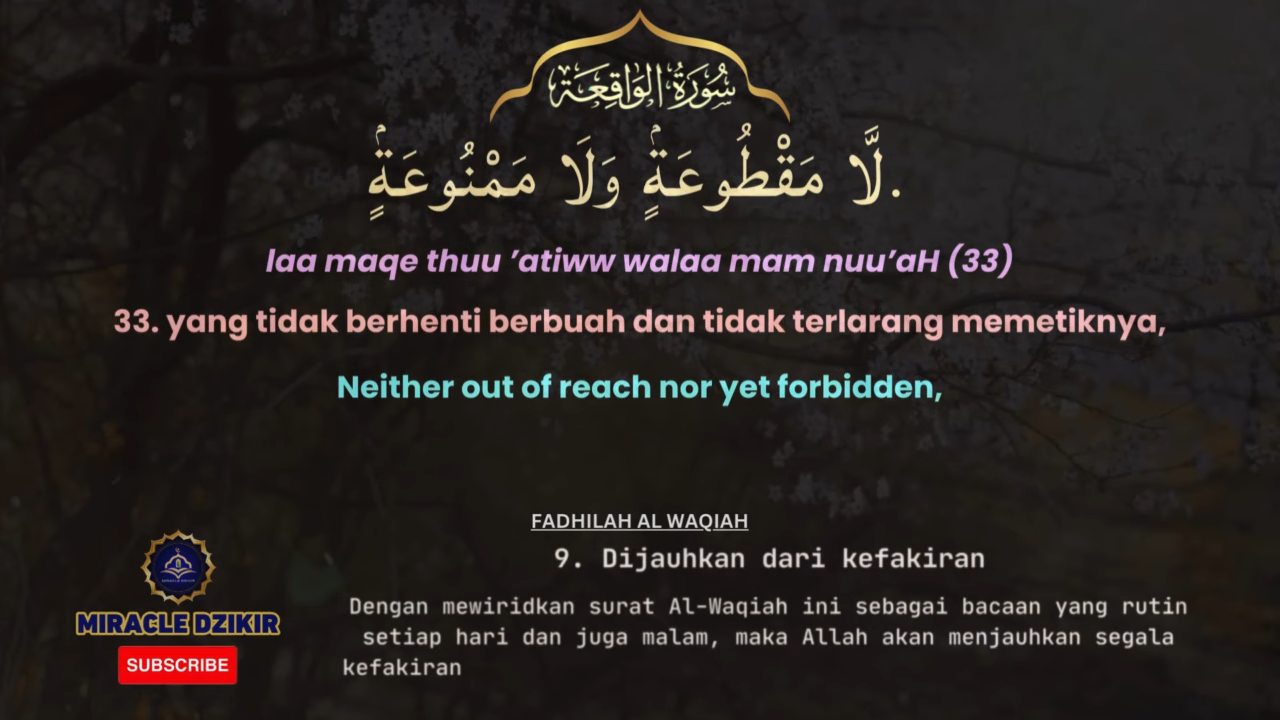 سُورَةُ الوَاقِعَة
لَّا مَقْطُوعَةٍۢ وَلَا مَمْنُوعَةٍۢ.
laa maqe thuu ’atiww walaa mam nuu’aH (33)
33. yang tidak berhenti berbuah dan tidak terlarang memetiknya,
Neither out of reach nor yet forbidden,
FADHILAH AL WAQIAH
9. Dijauhkan dari kefakiran
Dengan mewiridkan surat Al-Waqiah ini sebagai bacaan yang rutin
setiap hari dan juga malam, maka Allah akan menjauhkan segala
kefakiran
MIRACLE DZIKIR
MIRACLE DZIKIR
SUBSCRIBE